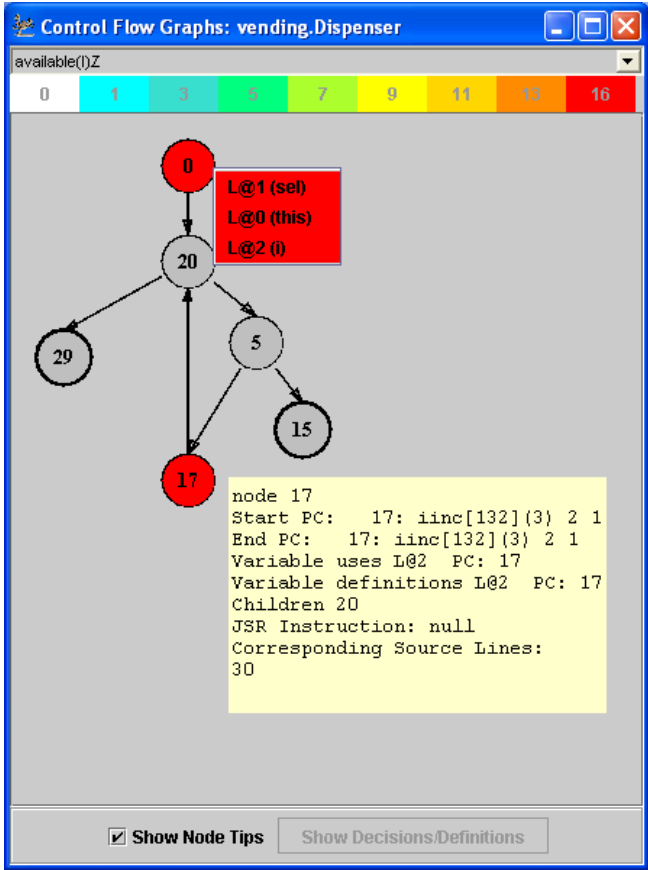 Control Flow Graphs: vending.Dispenser
available(I)Z
0 1 3 5 7 9 11 13 16
0
L@1 (sel)
L@0 (this)
20
L@2 (i)
5
29
15
17
node 17
Start PC:   17: iinc[132](3) 2 1
End PC:   17: iinc[132](3) 2 1
Variable uses L@2  PC: 17
Variable definitions L@2  PC: 17
Children 20
JSR Instruction: null
Corresponding Source Lines:
30
Show Node Tips Show Decisions/Definitions